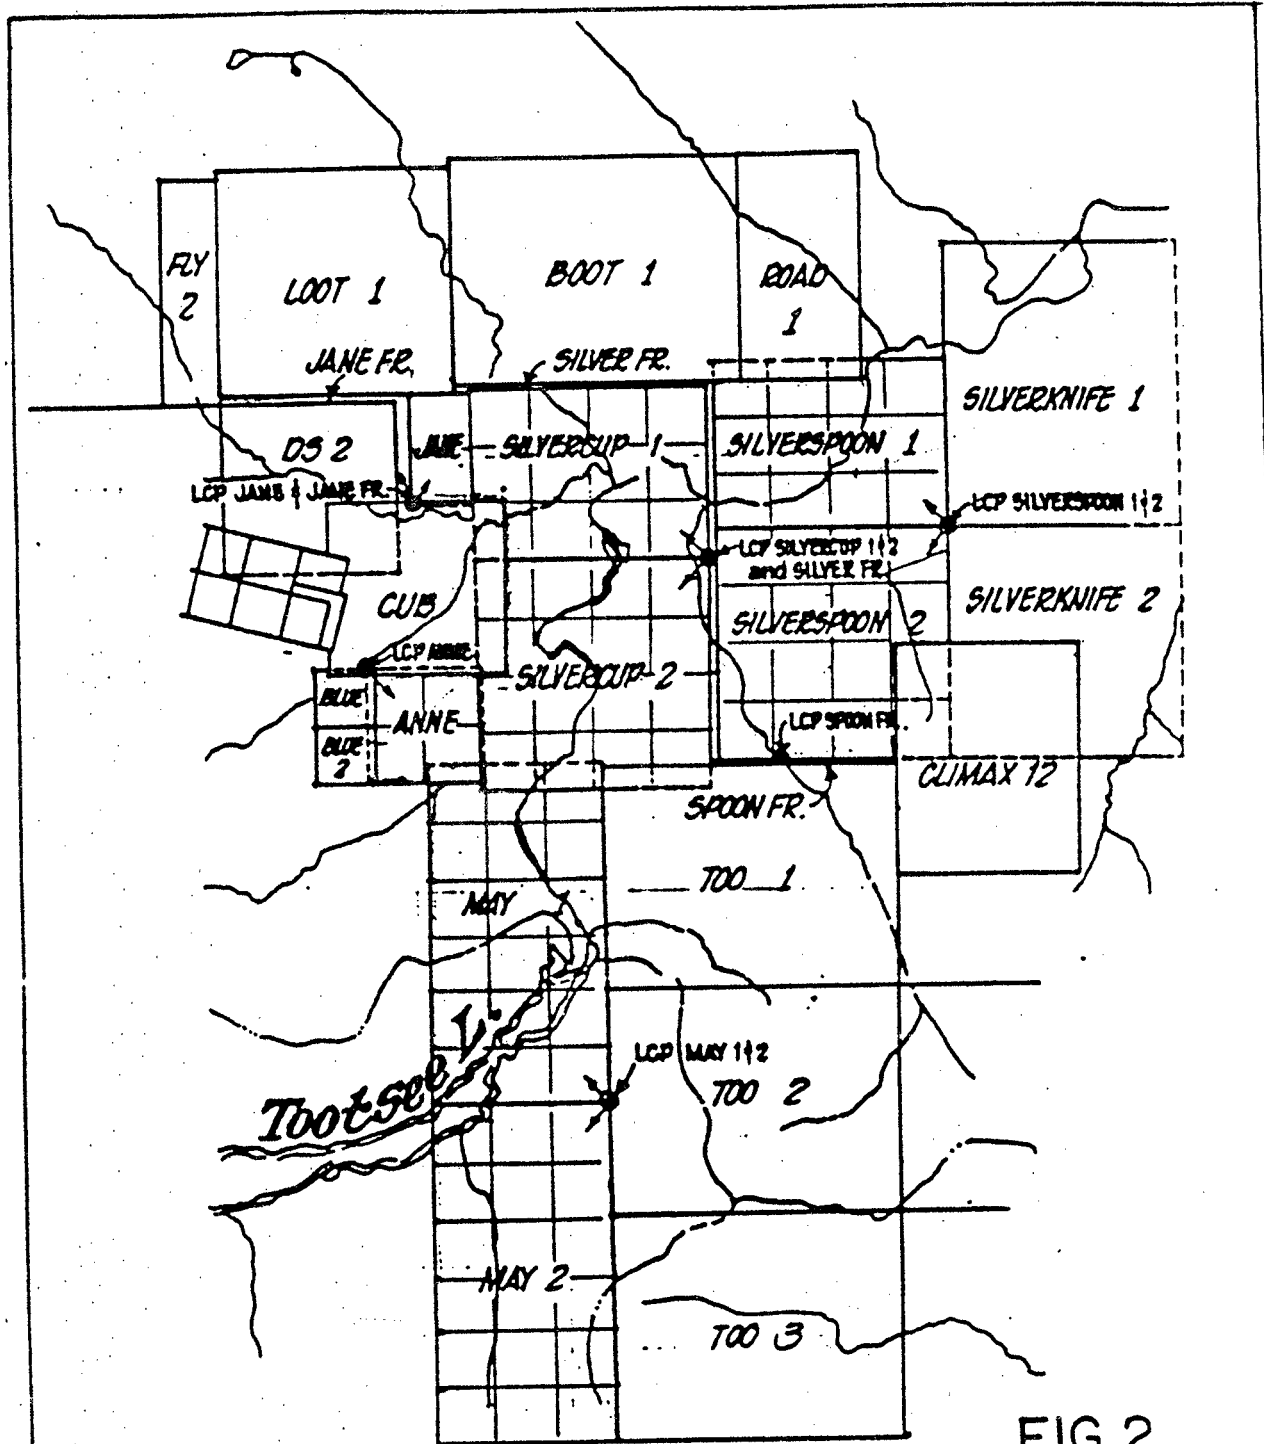 FLY
2
LOOT 1
BOOT 1
ROAD
1
JANE FR.
SILVER FR.
SILVERKNIFE 1
DS 2
JANE
SILVERCUP 1
SILVERSPOON 1
LCP JANE & JANE FR.
LCP SILVERSPOON 1&2
LCP SILVERCUP 1&2
and SILVER FR.
CUB
SILVERSPOON 2
SILVERKNIFE 2
LCP ANNE
SILVERCUP 2
BLUE
ANNE
LCP SPOON FR.
BLUE
2
CLIMAX 12
SPOON FR.
TOO 1
MAY
Tootsee L.
LCP MAY 1&2
TOO 2
MAY 2
TOO 3
FIG 2